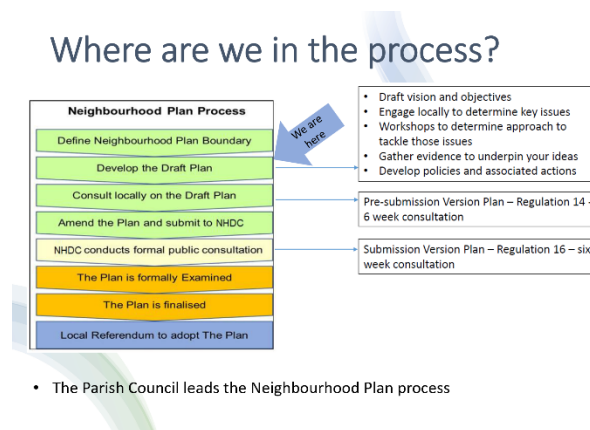 Where are we in the process?
Neighbourhood Plan Process
Define Neighbourhood Plan Boundary
Develop the Draft Plan
Consult locally on the Draft Plan
Amend the Plan and submit to NHDC
NHDC conducts formal public consultation
The Plan is formally Examined
The Plan is finalised
Local Referendum to adopt The Plan
We are
here
• Draft vision and objectives
• Engage locally to determine key issues
• Workshops to determine approach to
tackle those issues
• Gather evidence to underpin your ideas
• Develop policies and associated actions
Pre-submission Version Plan – Regulation 14 -
6 week consultation
Submission Version Plan – Regulation 16 – six
week consultation
• The Parish Council leads the Neighbourhood Plan process